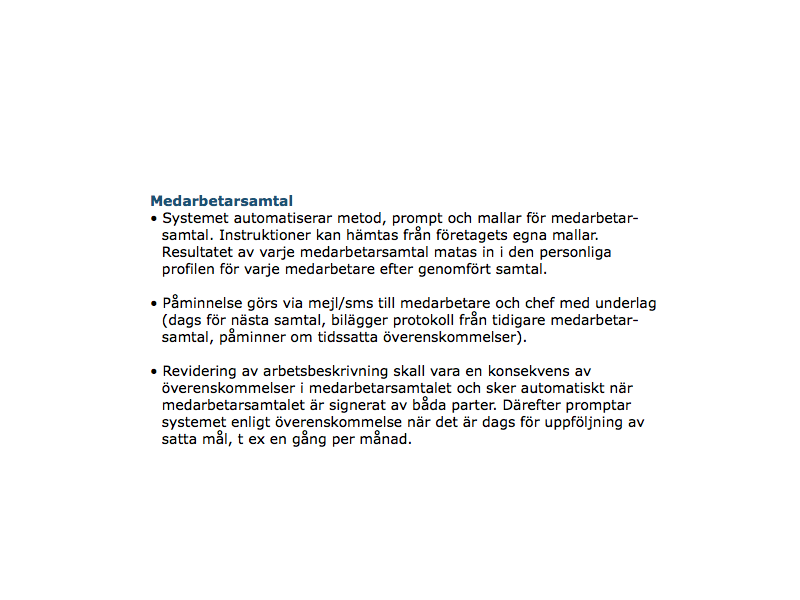 Medarbetarsamtal
• Systemet automatiserar metod, prompt och mallar för medarbetar-
samtal. Instruktioner kan hämtas från företagets egna mallar.
Resultatet av varje medarbetarsamtal matas in i den personliga
profilen för varje medarbetare efter genomfört samtal.
• Påminnelse görs via mejl/sms till medarbetare och chef med underlag
(dags för nästa samtal, bilägger protokoll från tidigare medarbetar-
samtal, påminner om tidssatta överenskommelser).
• Revidering av arbetsbeskrivning skall vara en konsekvens av
överenskommelser i medarbetarsamtalet och sker automatiskt när
medarbetarsamtalet är signerat av båda parter. Därefter promptar
systemet enligt överenskommelse när det är dags för uppföljning av
satta mål, t ex en gång per månad.